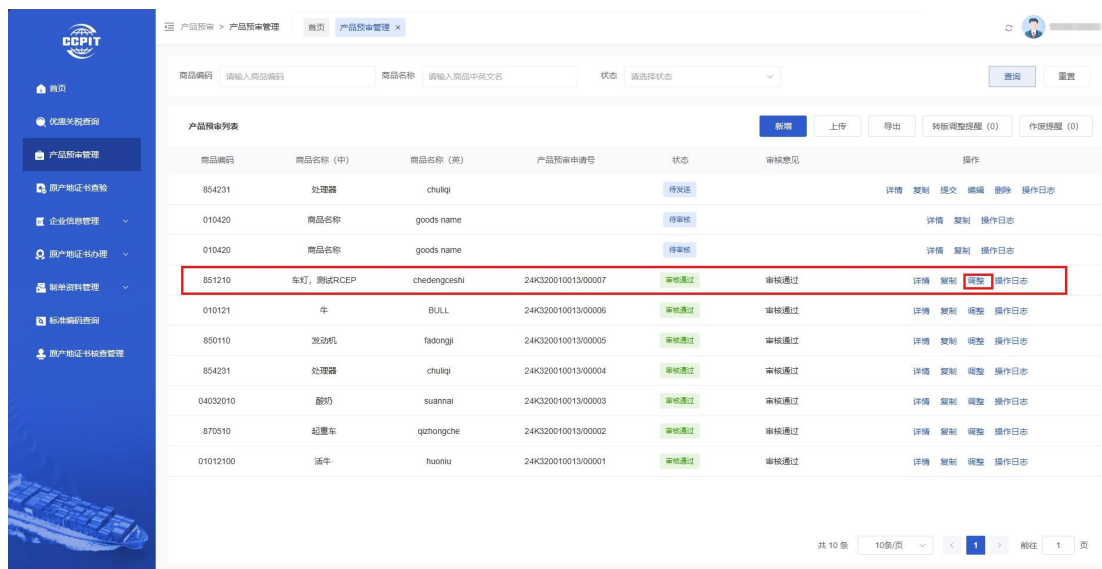 CCPIT
产品预审 > 产品预审管理 首页 产品预审管理 ×
商品编码 请输入商品编码 商品名称 请输入商品中英文名 状态 请选择状态 查询 重置
首页
优惠关税查询
产品预审管理
原产地证书查验
企业信息管理
原产地证书办理
制单资料管理
标准编码查询
原产地证书核查管理
产品预审列表 新增 上传 导出 转版调整提醒 (0) 作废提醒 (0)
商品编码 商品名称 (中) 商品名称 (英) 产品预审申请号 状态 审核意见 操作
854231 处理器 chuliqi 待发送 详情 复制 提交 编辑 删除 操作日志
010420 商品名称 goods name 待审核 详情 复制 操作日志
010420 商品名称 goods name 待审核 详情 复制 操作日志
851210 车灯，测试RCEP chedengceshi 24K320010013/00007 审核通过 审核通过 详情 复制 调整 操作日志
010121 牛 BULL 24K320010013/00006 审核通过 审核通过 详情 复制 调整 操作日志
850110 发动机 fadongji 24K320010013/00005 审核通过 审核通过 详情 复制 调整 操作日志
854231 处理器 chuliqi 24K320010013/00004 审核通过 审核通过 详情 复制 调整 操作日志
04032010 酸奶 suannai 24K320010013/00003 审核通过 审核通过 详情 复制 调整 操作日志
870510 起重车 qizhongche 24K320010013/00002 审核通过 审核通过 详情 复制 调整 操作日志
01012100 活牛 huoniu 24K320010013/00001 审核通过 审核通过 详情 复制 调整 操作日志
共 10 条 10条/页 < 1 > 前往 1 页